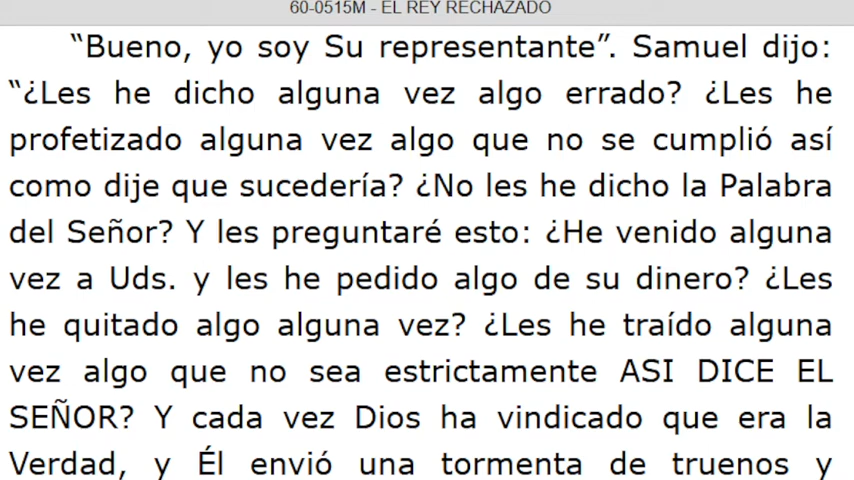 60-0515M - EL REY RECHAZADO
“Bueno, yo soy Su representante”. Samuel dijo:
“¿Les he dicho alguna vez algo errado? ¿Les he
profetizado alguna vez algo que no se cumplió así
como dije que sucedería? ¿No les he dicho la Palabra
del Señor? Y les preguntaré esto: ¿He venido alguna
vez a Uds. y les he pedido algo de su dinero? ¿Les
he quitado algo alguna vez? ¿Les he traído alguna
vez algo que no sea estrictamente ASI DICE EL
SEÑOR? Y cada vez Dios ha vindicado que era la
Verdad, y Él envió una tormenta de truenos y